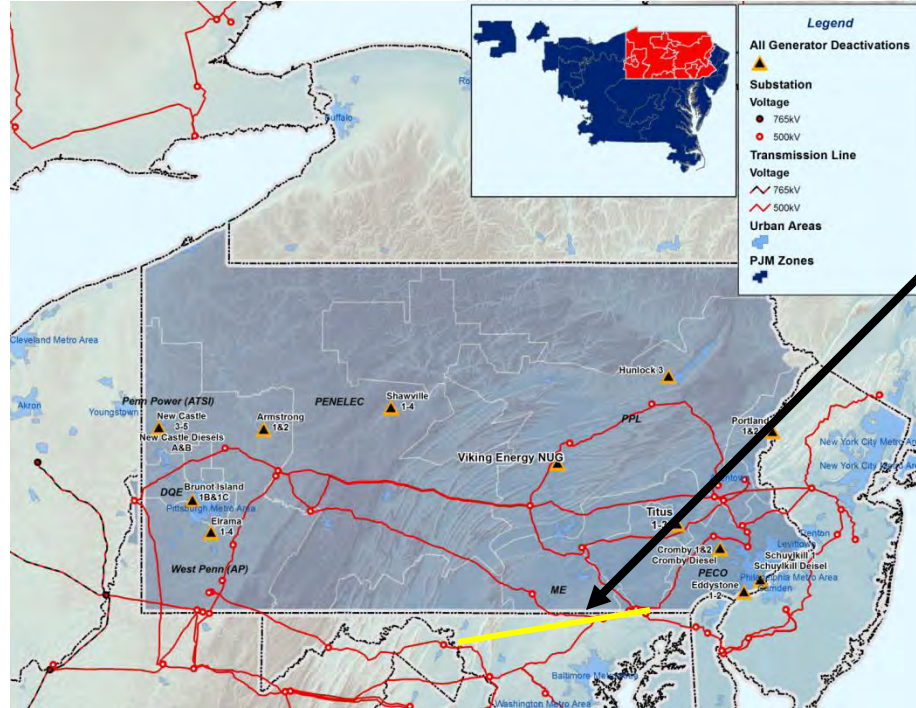 Legend
All Generator Deactivations
Substation
Voltage
765kV
500kV
Transmission Line
Voltage
765kV
500kV
Urban Areas
PJM Zones
Buffalo
Cleveland Metro Area
Akron
Youngstown
Penn Power (ATSI)
New Castle
3-5
New Castle Diesels
A&B
Armstrong
1&2
PENELEC
Shawville
1-4
Hunlock 3
PPL
Portland
1&2
New York City Metro Area
New York City Metro Area
Viking Energy NUG
DQE
Brunot Island
1B&1C
Pittsburgh Metro Area
Elrama
1-4
Titus
Cromby 1&2
Cromby Diesel
PECO
Schuylkill
Schuylkill Deisel
Philadelphia Metro Area
Eddystone
1-2
West Penn (AP)
ME
Levittown
Baltimore Met
Washington Metro Area